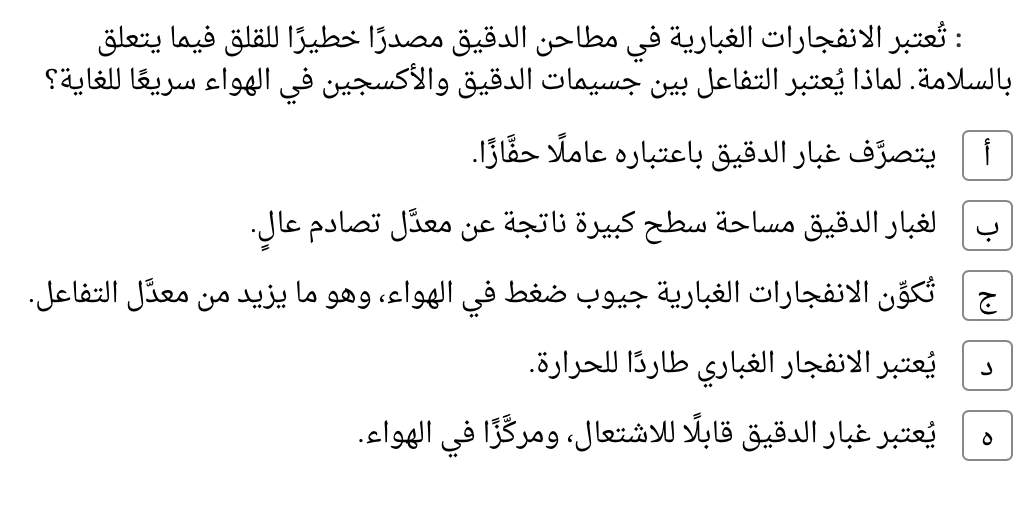 : تُعتبر الانفجارات الغبارية في مطاحن الدقيق مصدرًا خطيرًا للقلق فيما يتعلق
بالسلامة. لماذا يُعتبر التفاعل بين جسيمات الدقيق والأكسجين في الهواء سريعًا للغاية؟
أ يتصرَّف غبار الدقيق باعتباره عاملًا حفَّازًا.
ب لغبار الدقيق مساحة سطح كبيرة ناتجة عن معدَّل تصادم عالٍ.
ج تُكوِّن الانفجارات الغبارية جيوب ضغط في الهواء، وهو ما يزيد من معدَّل التفاعل.
د يُعتبر الانفجار الغباري طاردًا للحرارة.
ه يُعتبر غبار الدقيق قابلًا للاشتعال، ومركَّزًا في الهواء.